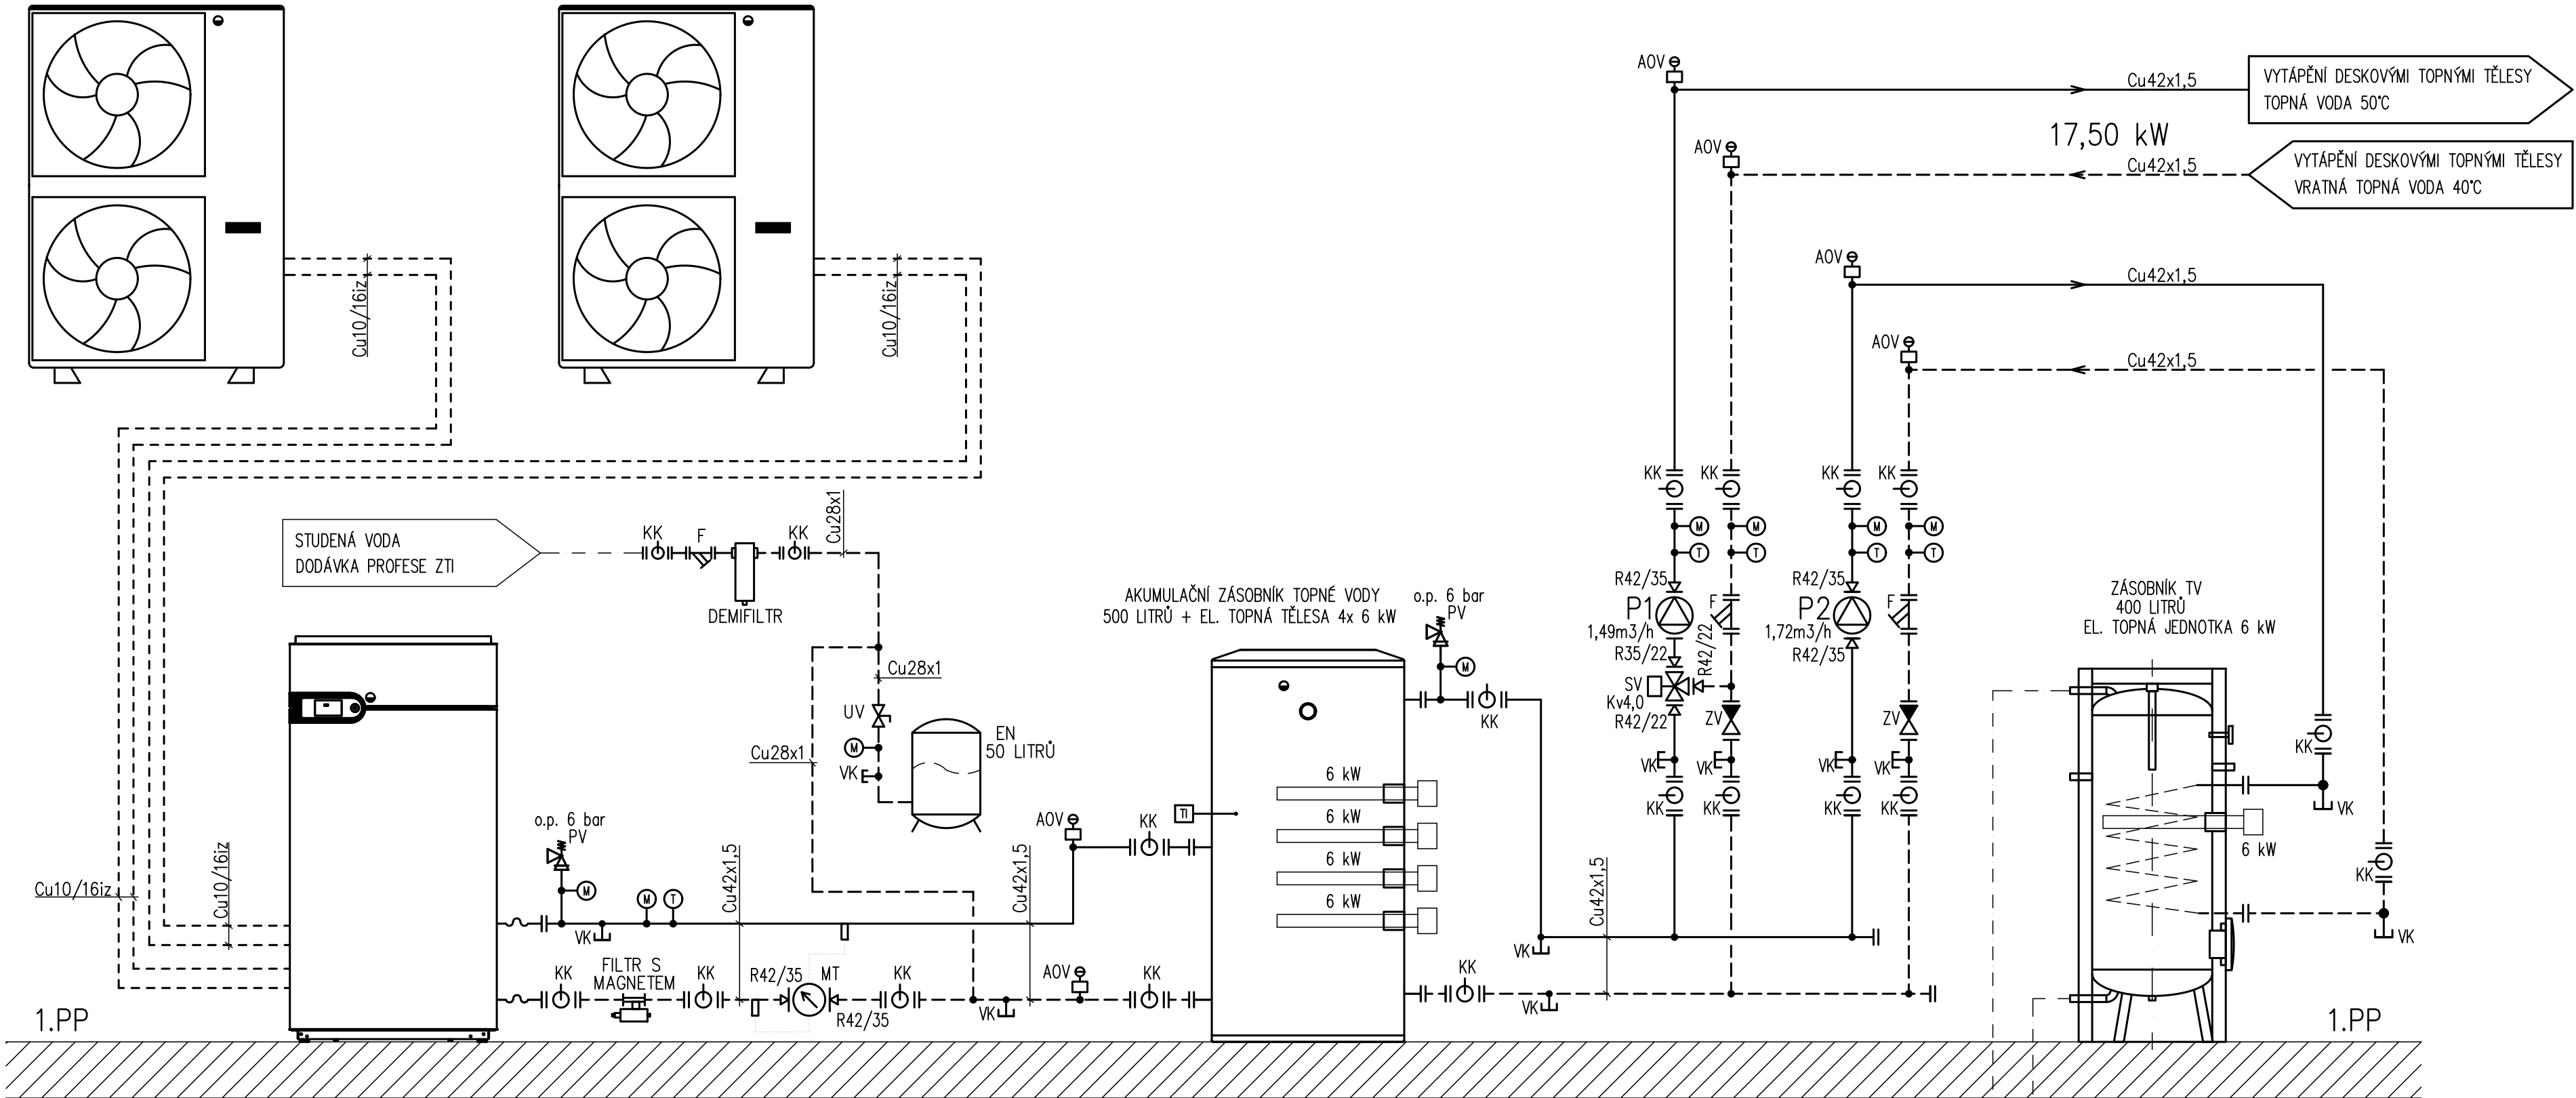 AOV
Cu42x1,5
VYTÁPĚNÍ DESKOVÝMI TOPNÝMI TĚLESY
TOPNÁ VODA 50°C
17,50 kW
AOV
Cu42x1,5
VYTÁPĚNÍ DESKOVÝMI TOPNÝMI TĚLESY
VRATNÁ TOPNÁ VODA 40°C
AOV
Cu42x1,5
Cu10/16iz
Cu10/16iz
AOV
Cu42x1,5
KK
KK
KK
KK
M
M
M
M
T
T
T
T
STUDENÁ VODA
DODÁVKA PROFESE ZTI
KK
F
KK
Cu28x1
DEMIFILTR
AKUMULAČNÍ ZÁSOBNÍK TOPNÉ VODY
500 LITRŮ + EL. TOPNÁ TĚLESA 4x 6 kW
o.p. 6 bar
PV
M
KK
R42/35
P1
1,49m3/h
R35/22
F
R42/22
SV
Kv4,0
R42/22
ZV
R42/35
P2
1,72m3/h
R42/35
F
ZV
VK
VK
VK
VK
KK
KK
KK
KK
ZÁSOBNÍK TV
400 LITRŮ
EL. TOPNÁ JEDNOTKA 6 kW
KK
VK
6 kW
KK
VK
Cu28x1
UV
M
VK
Cu28x1
EN
50 LITRŮ
TI
6 kW
6 kW
6 kW
6 kW
o.p. 6 bar
PV
M
M
T
VK
Cu42x1,5
Cu42x1,5
AOV
KK
Cu10/16iz
Cu10/16iz
KK
FILTR S
MAGNETEM
KK
R42/35
MT
R42/35
KK
VK
AOV
KK
KK
VK
VK
Cu42x1,5
1.PP
1.PP